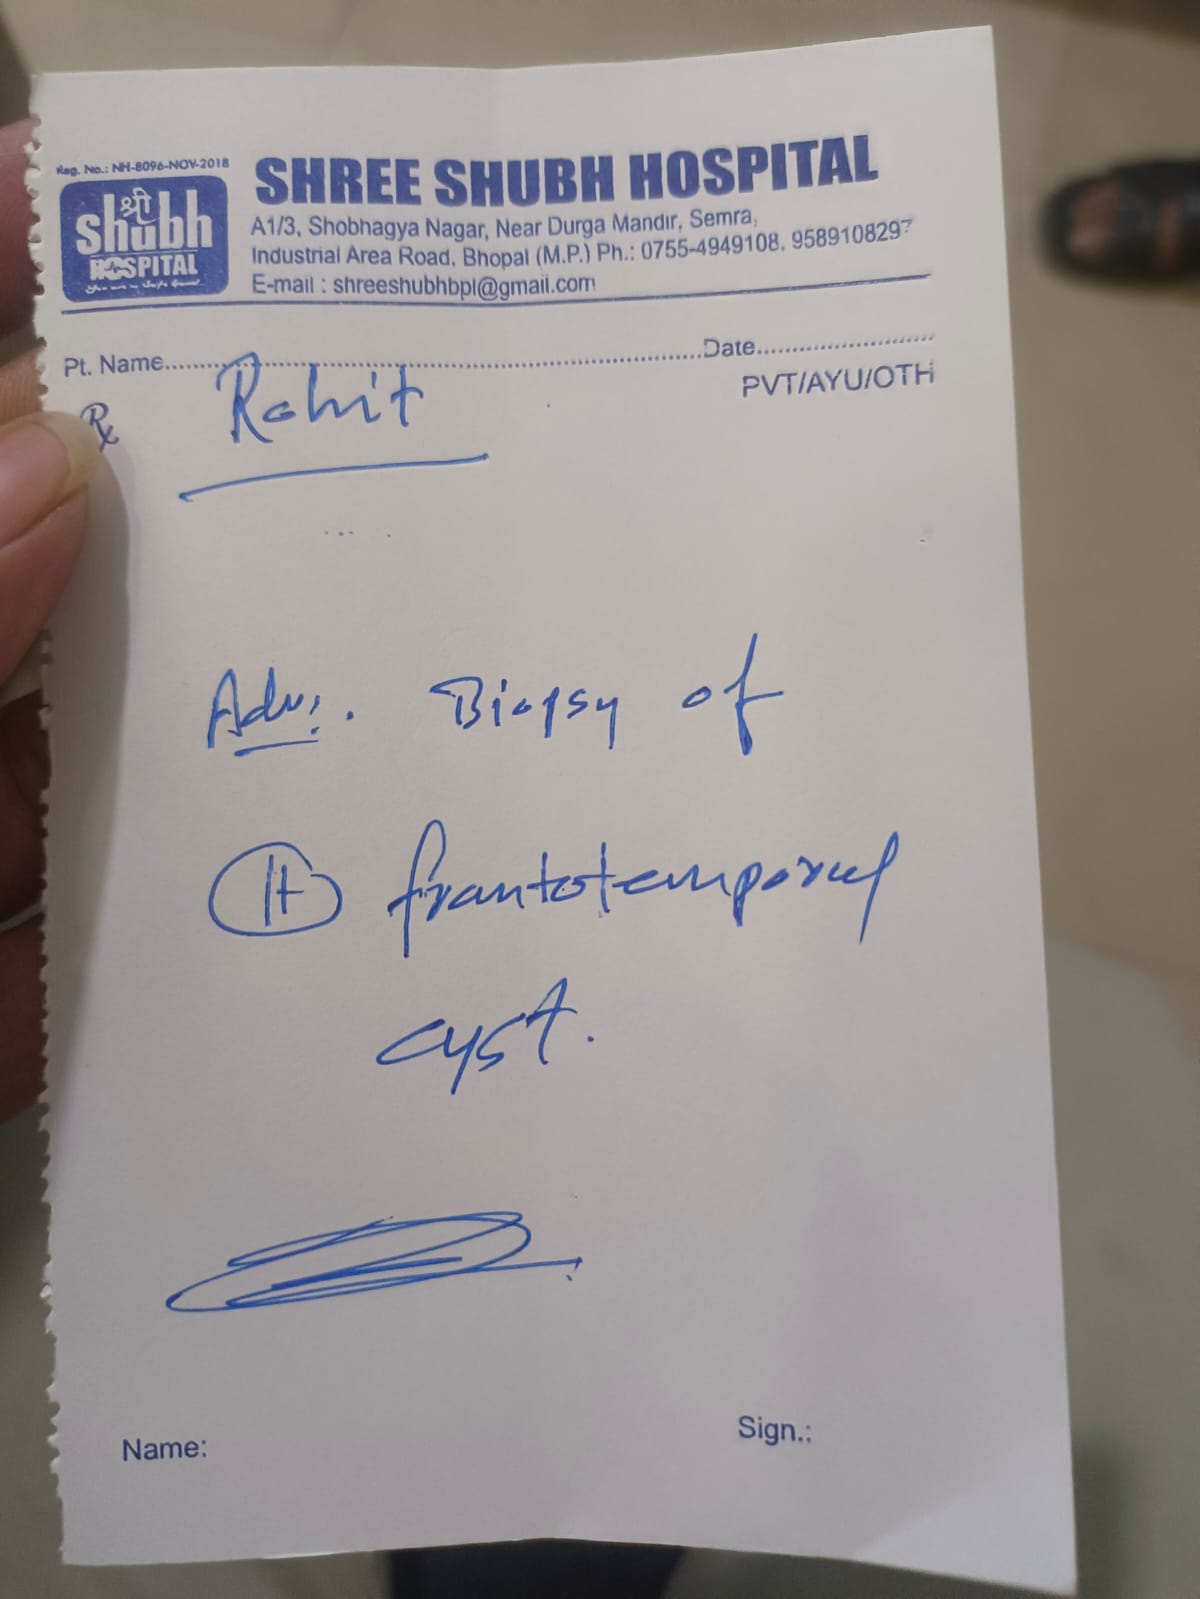 Reg. No.: NH-8096-NOV-2018
श्री
shubh
HOSPITAL
SHREE SHUBH HOSPITAL
A1/3, Shobhagya Nagar, Near Durga Mandir, Semra,
Industrial Area Road, Bhopal (M.P.) Ph.: 0755-4949108. 9589108297
E-mail : shreeshubhbpl@gmail.com
Pt. Name.......................................................Date........................
PVT/AYU/OTH
Rx Rohit
Adv. Biopsy of
frontotemporal
cyst.
Name: Sign.: